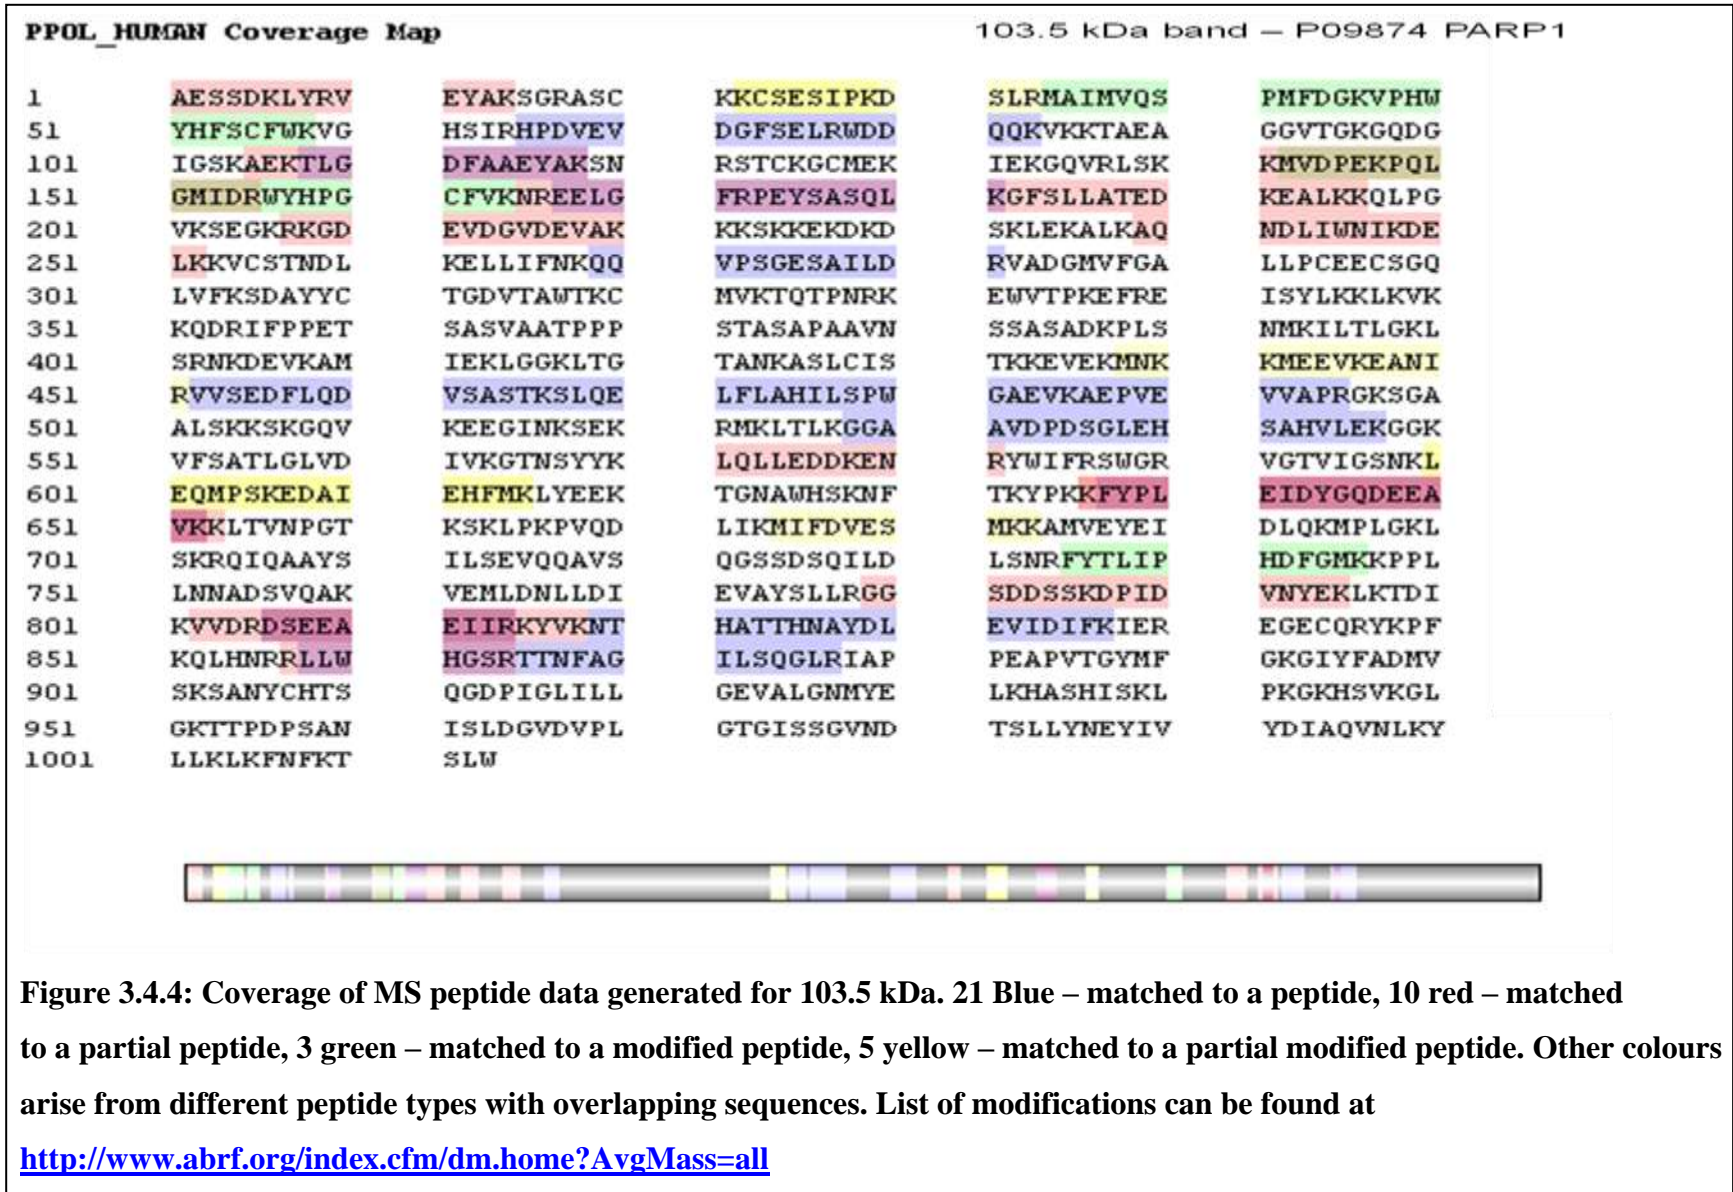 PPOL_HUMAN Coverage Map 103.5 kDa band – P09874 PARP1
1 AESSDKLYRV EYAKSGRASC KKCSESIPKD SLRMAIMVQS PMFDGKVPHW
51 YHFSCFWKVG HSIRHPDVEV DGFSELRWDD QQKVKKTAEA GGVTGKGQDG
101 IGSKAEKTLG DFAAEYAKSN RSTCKGCMEK IEKGQVRLSK KMVDPEKPQL
151 GMIDRWYHPG CFVKNREELG FRPEYSASQL KGFSLLATED KEALKKQLPG
201 VKSEGKRKGD EVDGVDEVAK KKSKKEKDKD SKLEKALKAQ NDLIWNIKDE
251 LKKVCSTNDL KELLIFNKQQ VPSGESAILD RVADGMVFGA LLPCEECSGQ
301 LVFKSDAYYC TGDVTAWTKC MVKTQTPNRK EWVTPKEFRE ISYLKKLKVK
351 KQDRIFPPET SASVAATPPP STASAPAAVN SSASADKPLS NMKILTLGKL
401 SRNKDEVKAM IEKLGGKLTG TANKASLCIS TKKEVEKMNK KMEEVKEANI
451 RVVSEDFLQD VSASTKSLQE LFLAHILSPW GAEVKAEPVE VVAPRGKSGA
501 ALSKKSKGQV KEEGINKSEK RMKLTLKGGA AVDPDSGLEH SAHVLEKGGK
551 VFSATLGLVD IVKGTNSYYK LQLLEDDKEN RYWIFRSWGR VGTVIGSNKL
601 EQMPSKEDAI EHFMKLYEEK TGNAWHSKNF TKYPKKFYPL EIDYGQDEEA
651 VKKLTVNPGT KSKLPKPVQD LIKMIFDVES MKKAMVEYEI DLQKMPLGKL
701 SKRQIQAAYS ILSEVQQAVS QGSSDSQILD LSNRFYTLIP HDFGMKKPPL
751 LNNADSVQAK VEMLDNLLDI EVAYSLLRGG SDDSSKDPID VNYEKLKTDI
801 KVVDRDSEEA EIIRKYVKNT HATTHNAYDL EVIDIFKIER EGECQRYKPF
851 KQLHNRRLLW HGSRTTNFAG ILSQGLRIAP PEAPVTGYMF GKGIYFADMV
901 SKSANYCHTS QGDPIGLILL GEVALGNMYE LKHASHISKL PKGKHSVKGL
951 GKTTPDPSAN ISLDGVDVPL GTGISSGVND TSLLYNEYIV YDIAQVNLKY
1001 LLKLKFNFKT SLW
Figure 3.4.4: Coverage of MS peptide data generated for 103.5 kDa. 21 Blue – matched to a peptide, 10 red – matched
to a partial peptide, 3 green – matched to a modified peptide, 5 yellow – matched to a partial modified peptide. Other colours
arise from different peptide types with overlapping sequences. List of modifications can be found at
http://www.abrf.org/index.cfm/dm.home?AvgMass=all